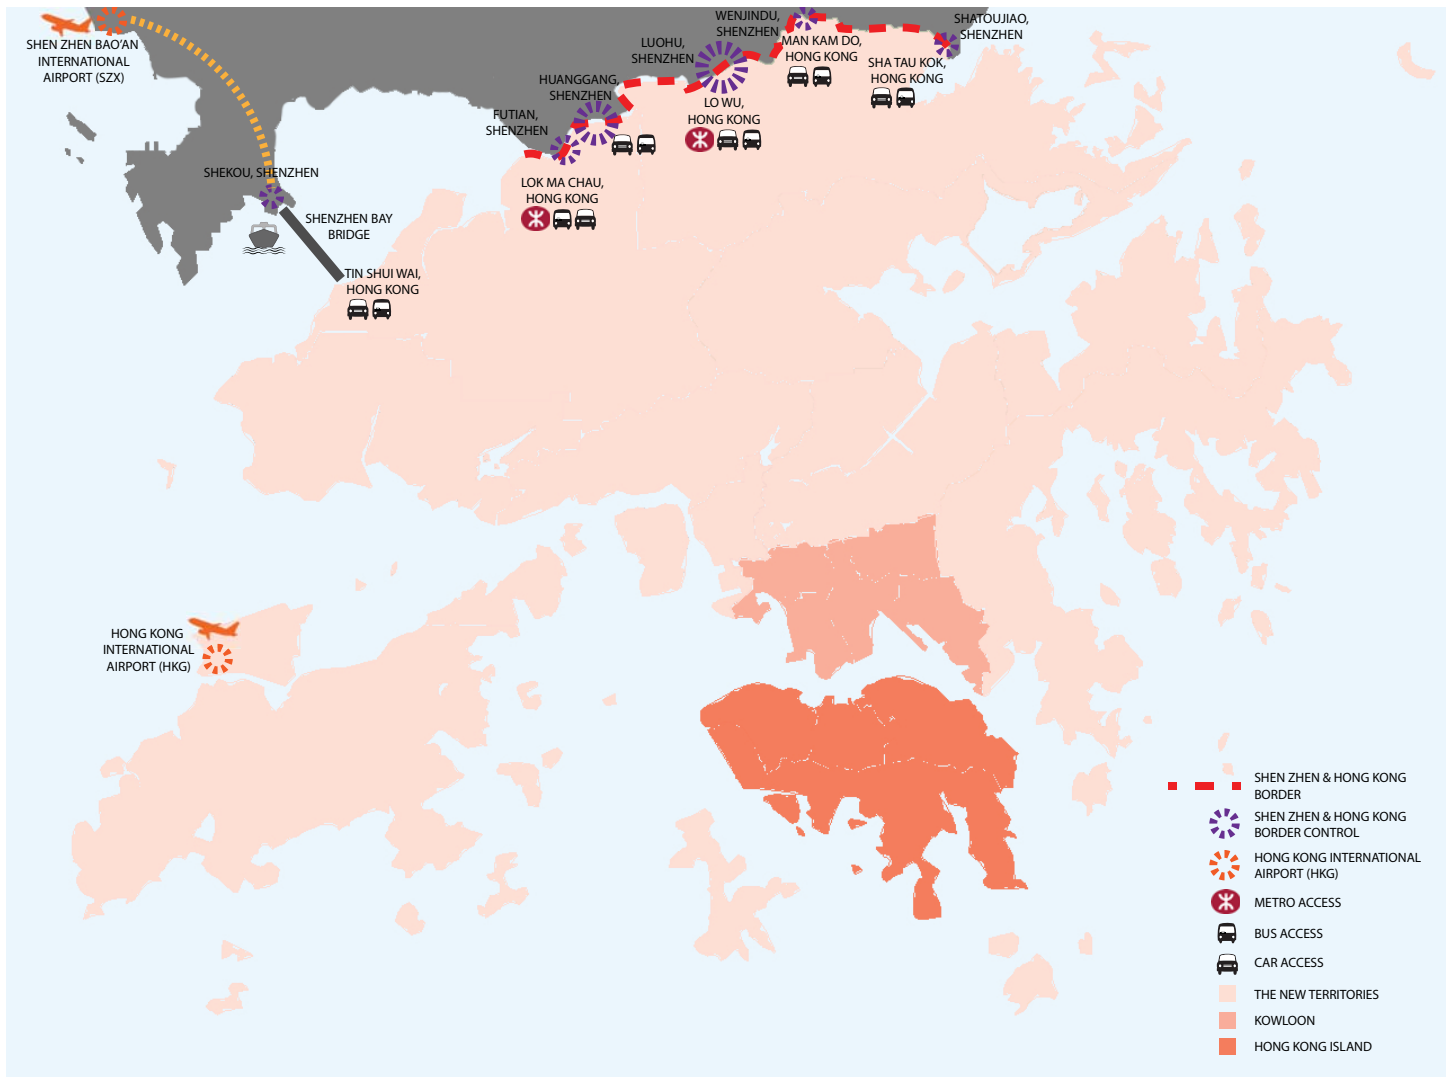 SHEN ZHEN BAO'AN
INTERNATIONAL
AIRPORT (SZX)
WENJINDU,
SHENZHEN
SHATOUJIAO,
SHENZHEN
LUOHU,
SHENZHEN
MAN KAM DO,
HONG KONG
SHA TAU KOK,
HONG KONG
HUANGGANG,
SHENZHEN
LO WU,
HONG KONG
FUTIAN,
SHENZHEN
SHEKOU, SHENZHEN
LOK MA CHAU,
HONG KONG
SHENZHEN BAY
BRIDGE
TIN SHUI WAI,
HONG KONG
HONG KONG
INTERNATIONAL
AIRPORT (HKG)
SHEN ZHEN & HONG KONG
BORDER
SHEN ZHEN & HONG KONG
BORDER CONTROL
HONG KONG INTERNATIONAL
AIRPORT (HKG)
METRO ACCESS
BUS ACCESS
CAR ACCESS
THE NEW TERRITORIES
KOWLOON
HONG KONG ISLAND